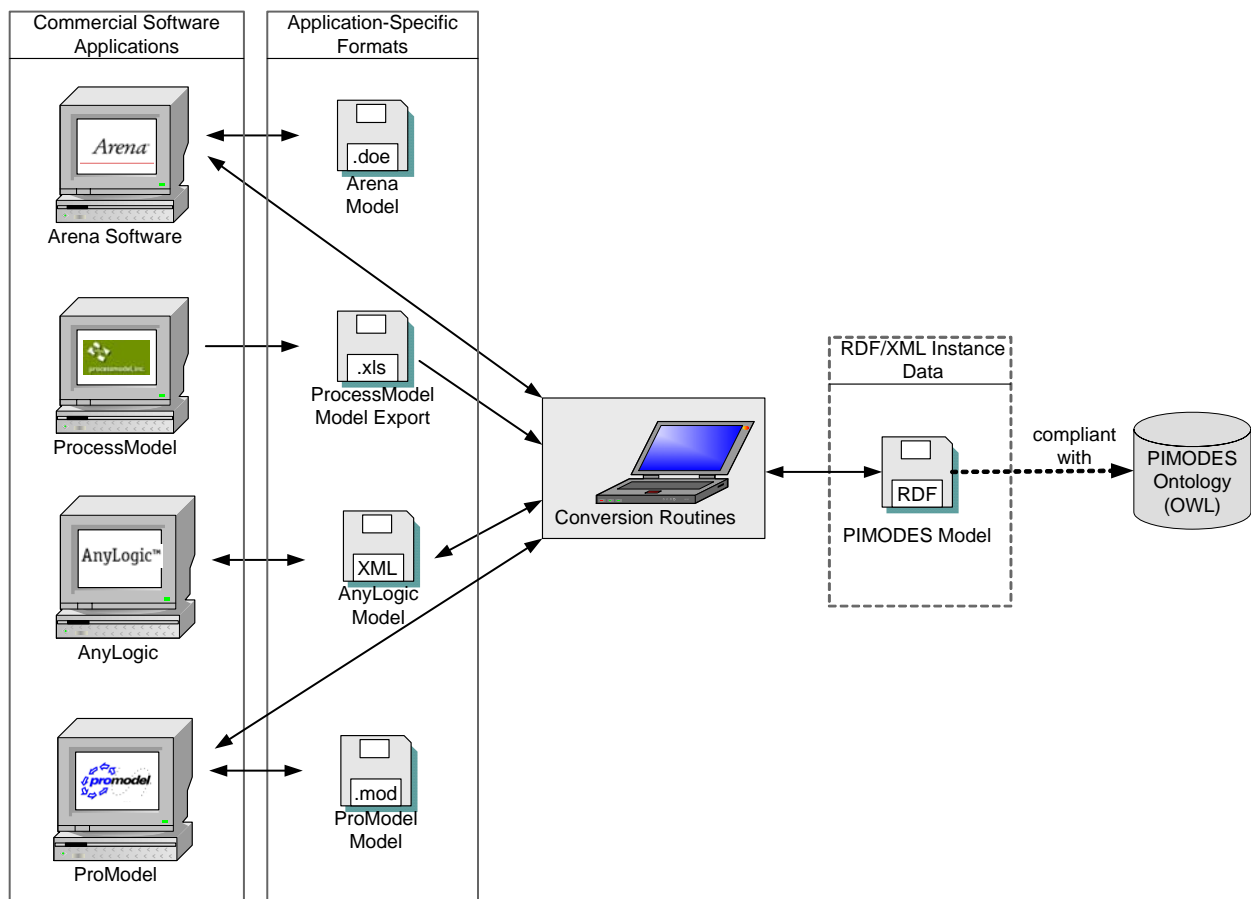 Commercial Software
Applications
Application-Specific
Formats
Arena
Arena Software
.doe
Arena
Model
processmodel, inc.
ProcessModel
.xls
ProcessModel
Model Export
AnyLogic™
AnyLogic
XML
AnyLogic
Model
promodel
ProModel
.mod
ProModel
Model
Conversion Routines
RDF/XML Instance
Data
RDF
PIMODES Model
compliant
with
PIMODES
Ontology
(OWL)